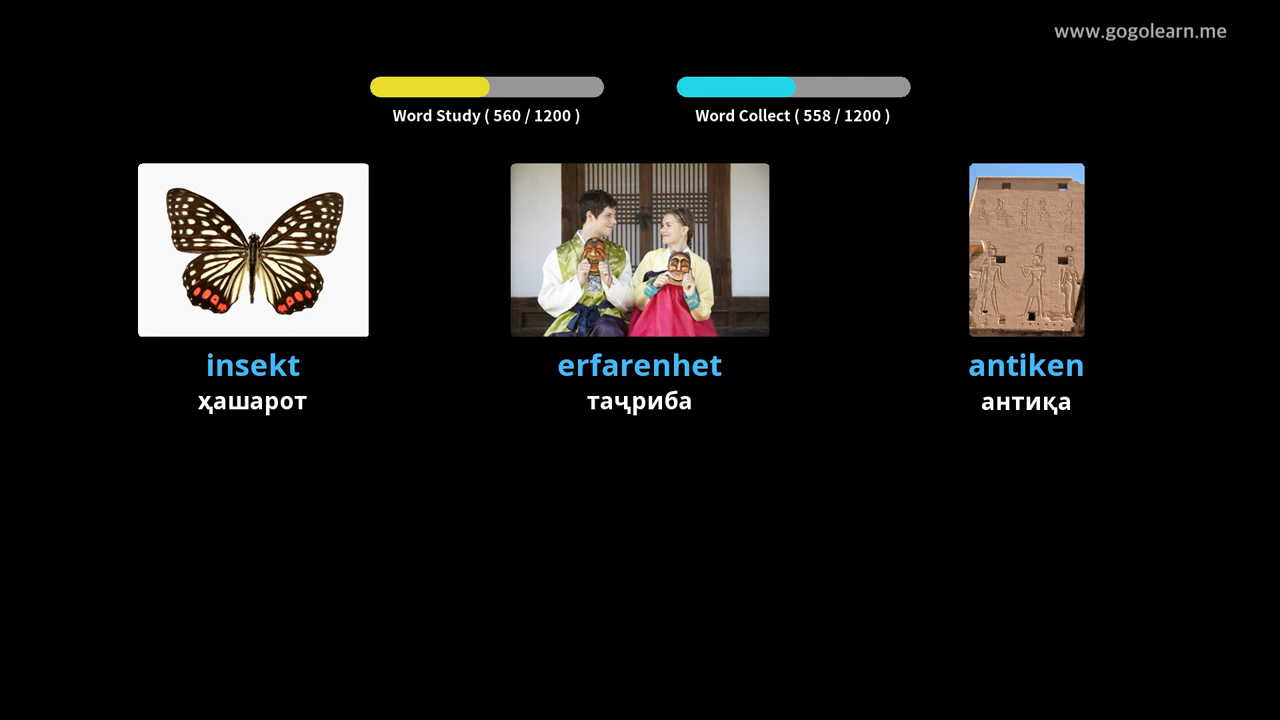 www.gogolearn.me
Word Study ( 560 / 1200 )
Word Collect ( 558 / 1200 )
insekt
ҳашарот
erfarenhet
таҷриба
antiken
антиқа